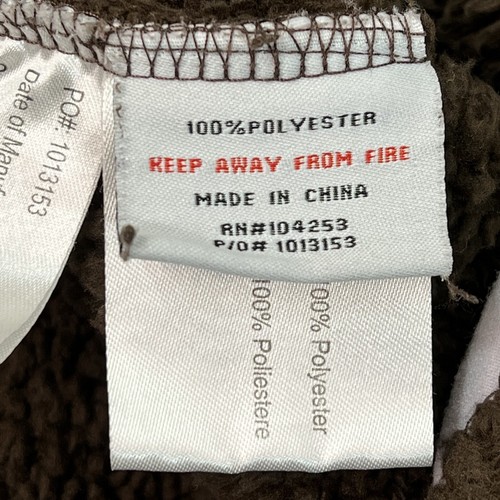 100%POLYESTER
KEEP AWAY FROM FIRE
MADE IN CHINA
RN#104253
P/O# 1013153
100% Polyester
100% Poliestere
PO#: 1013153
Date of Manuf